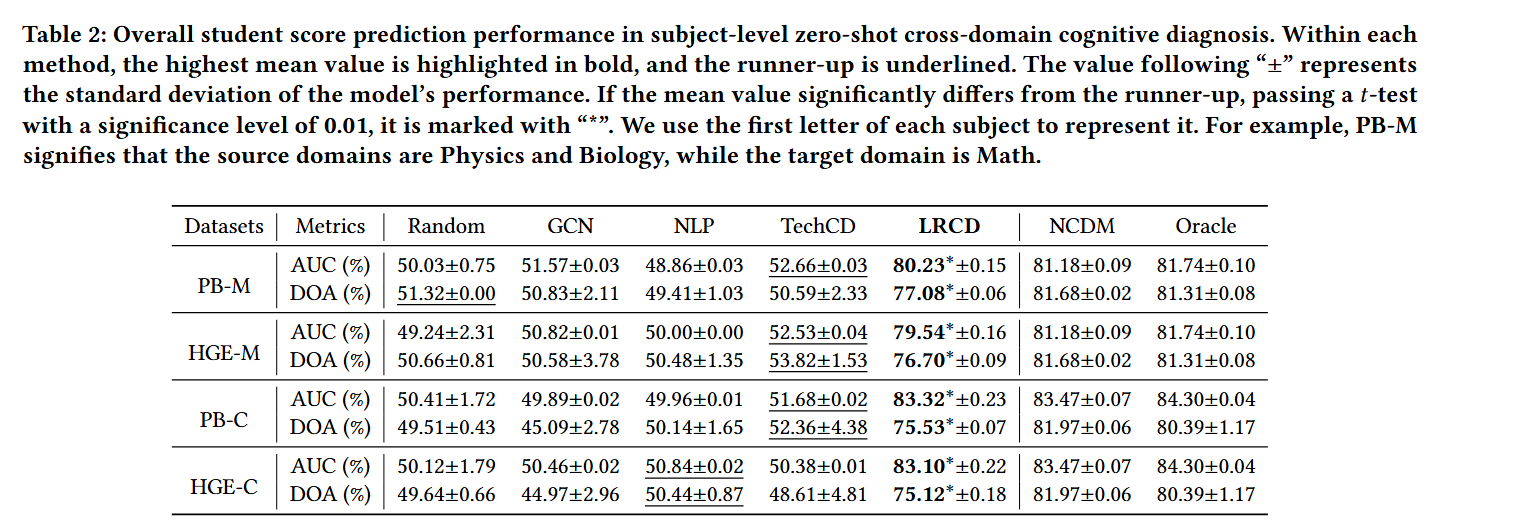 Table 2: Overall student score prediction performance in subject-level zero-shot cross-domain cognitive diagnosis. Within each
method, the highest mean value is highlighted in bold, and the runner-up is underlined. The value following “±” represents
the standard deviation of the model’s performance. If the mean value significantly differs from the runner-up, passing a t-test
with a significance level of 0.01, it is marked with “*”. We use the first letter of each subject to represent it. For example, PB-M
signifies that the source domains are Physics and Biology, while the target domain is Math.
Datasets Metrics Random GCN NLP TechCD LRCD NCDM Oracle
AUC (%) 50.03±0.75 51.57±0.03 48.86±0.03 52.66±0.03 80.23*±0.15 81.18±0.09 81.74±0.10
PB-M
DOA (%) 51.32±0.00 50.83±2.11 49.41±1.03 50.59±2.33 77.08*±0.06 81.68±0.02 81.31±0.08
AUC (%) 49.24±2.31 50.82±0.01 50.00±0.00 52.53±0.04 79.54*±0.16 81.18±0.09 81.74±0.10
HGE-M
DOA (%) 50.66±0.81 50.58±3.78 50.48±1.35 53.82±1.53 76.70*±0.09 81.68±0.02 81.31±0.08
AUC (%) 50.41±1.72 49.89±0.02 49.96±0.01 51.68±0.02 83.32*±0.23 83.47±0.07 84.30±0.04
PB-C
DOA (%) 49.51±0.43 45.09±2.78 50.14±1.65 52.36±4.38 75.53*±0.07 81.97±0.06 80.39±1.17
AUC (%) 50.12±1.79 50.46±0.02 50.84±0.02 50.38±0.01 83.10*±0.22 83.47±0.07 84.30±0.04
HGE-C
DOA (%) 49.64±0.66 44.97±2.96 50.44±0.87 48.61±4.81 75.12*±0.18 81.97±0.06 80.39±1.17